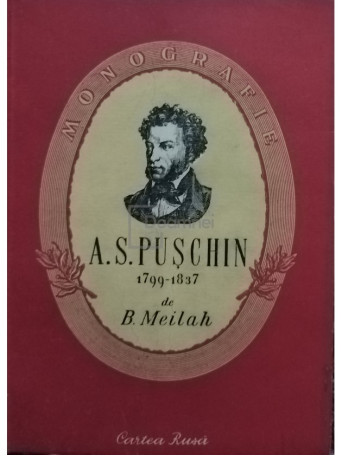 MONOGRAFIE
A.S.PUȘCHIN
1799-1837
de
B. Meilah
Cartea Rusă